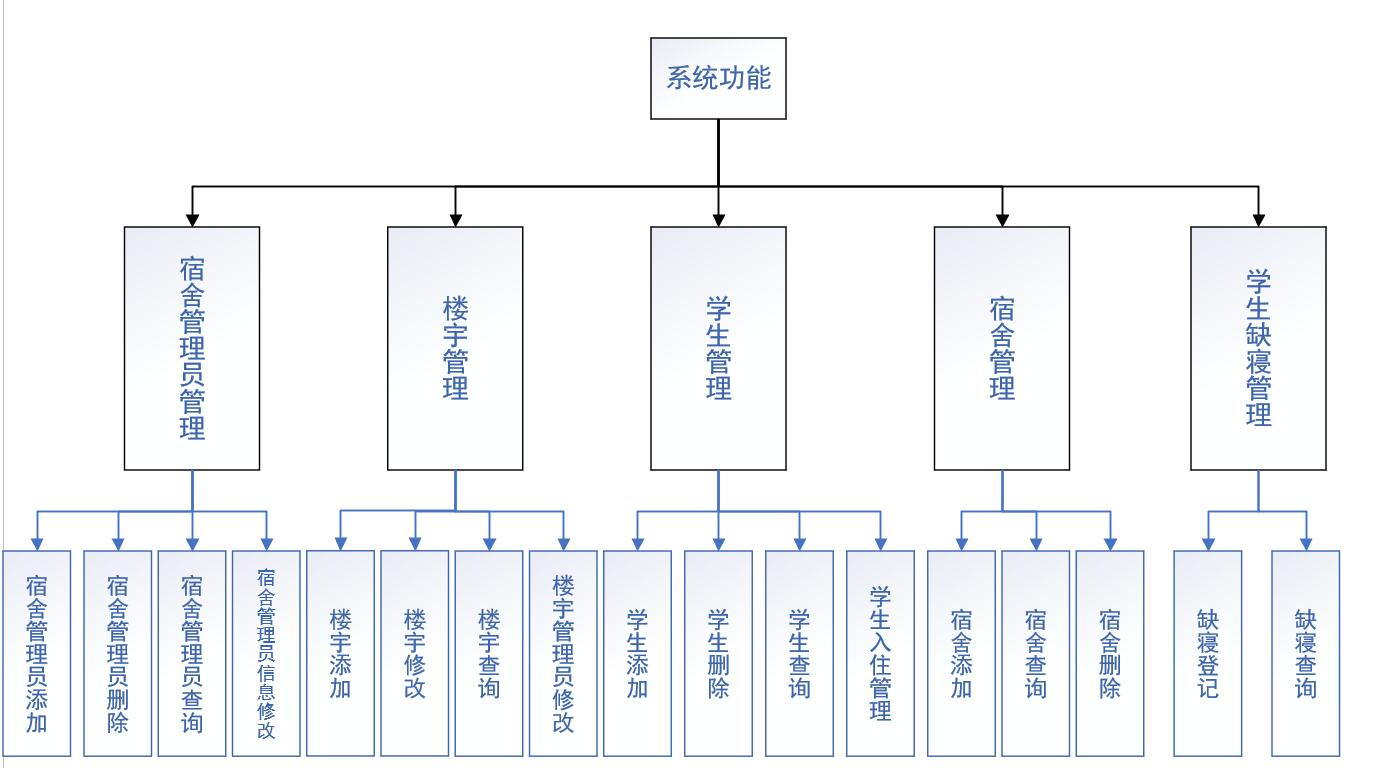 系统功能
宿舍管理员管理
楼宇管理
学生管理
宿舍管理
学生缺寝管理
宿舍管理员添加
宿舍管理员删除
宿舍管理员查询
宿舍管理员信息修改
楼宇添加
楼宇修改
楼宇查询
楼宇管理员修改
学生添加
学生删除
学生查询
学生入住管理
宿舍添加
宿舍查询
宿舍删除
缺寝登记
缺寝查询